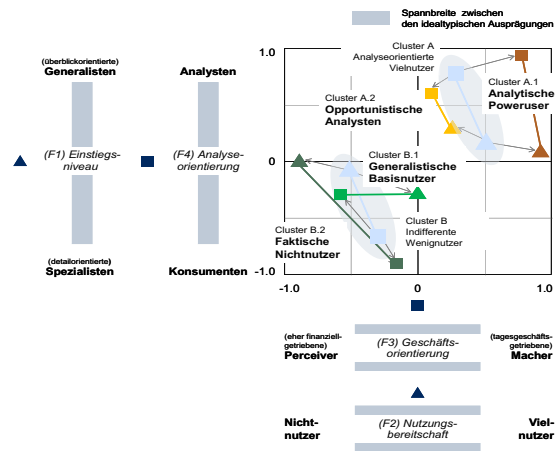 Spannbreite zwischen
den idealtypischen Ausprägungen
(überblickorientierte)
Generalisten
Analysten
(F1) Einstiegs-
niveau
(F4) Analyse-
orientierung
(detailorientierte)
Spezialisten
Konsumenten
1.0
0
-1.0
Cluster A
Analyseorientierte
Vielnutzer
Cluster A.1
Analytische
Poweruser
Cluster A.2
Opportunistische
Analysten
Cluster B.1
Generalistische
Basisnutzer
Cluster B.2
Faktische
Nichtnutzer
Cluster B
Indifferente
Wenignutzer
-1.0
0
1.0
(eher finanziell-
getriebene)
Perceiver
(F3) Geschäfts-
orientierung
(tagesgeschäfts-
getriebene)
Macher
Nicht-
nutzer
(F2) Nutzungs-
bereitschaft
Viel-
nutzer